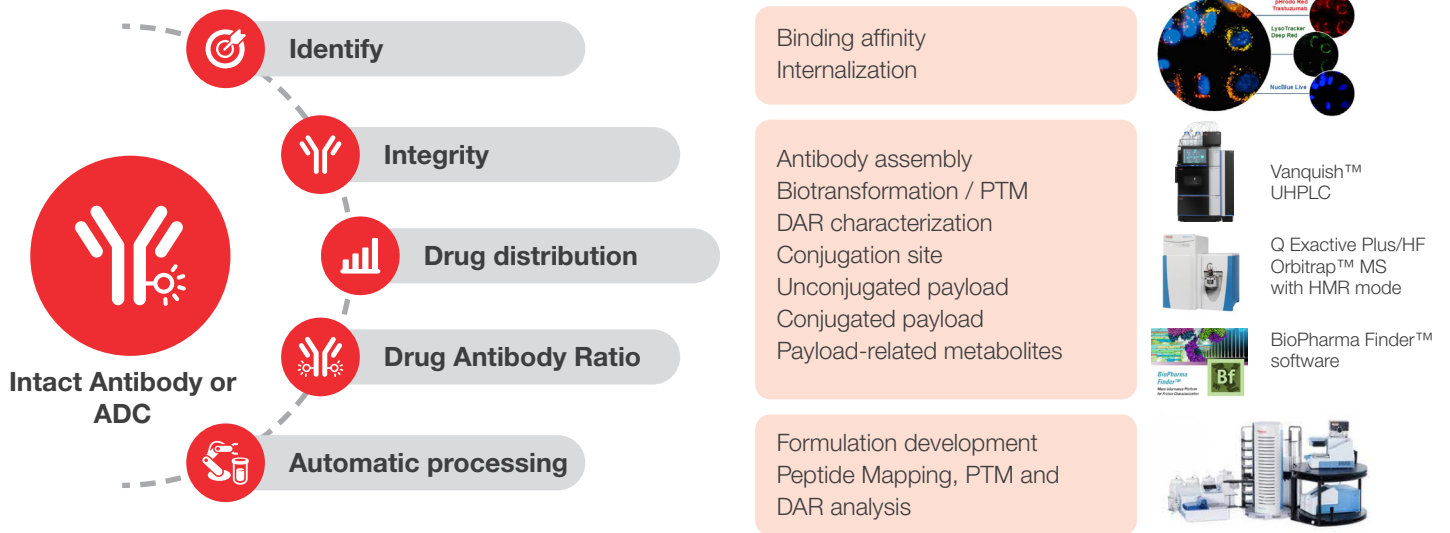 Identify
Integrity
Drug distribution
Drug Antibody Ratio
Automatic processing
Intact Antibody or
ADC
Binding affinity
Internalization
Antibody assembly
Biotransformation / PTM
DAR characterization
Conjugation site
Unconjugated payload
Conjugated payload
Payload-related metabolites
Formulation development
Peptide Mapping, PTM and
DAR analysis
pHrodo Red
Trastuzumab
LysoTracker
Deep Red
NucBlue Live
Vanquish™
UHPLC
Q Exactive Plus/HF
Orbitrap™ MS
with HMR mode
BioPharma Finder™
software
BioPharma
Finder™
Bf